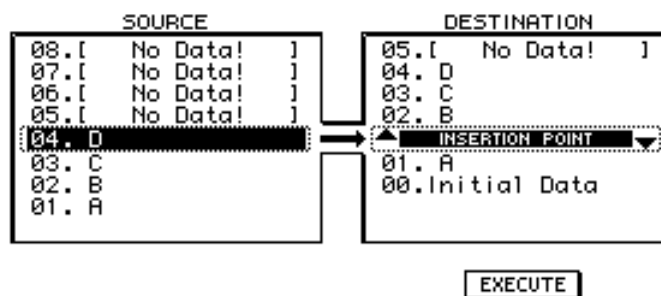 SOURCE
08.[ No Data! ]
07.[ No Data! ]
06.[ No Data! ]
05.[ No Data! ]
04. D
03. C
02. B
01. A
DESTINATION
05.[ No Data! ]
04. D
03. C
02. B
INSERTION POINT
01. A
00.Initial Data
EXECUTE